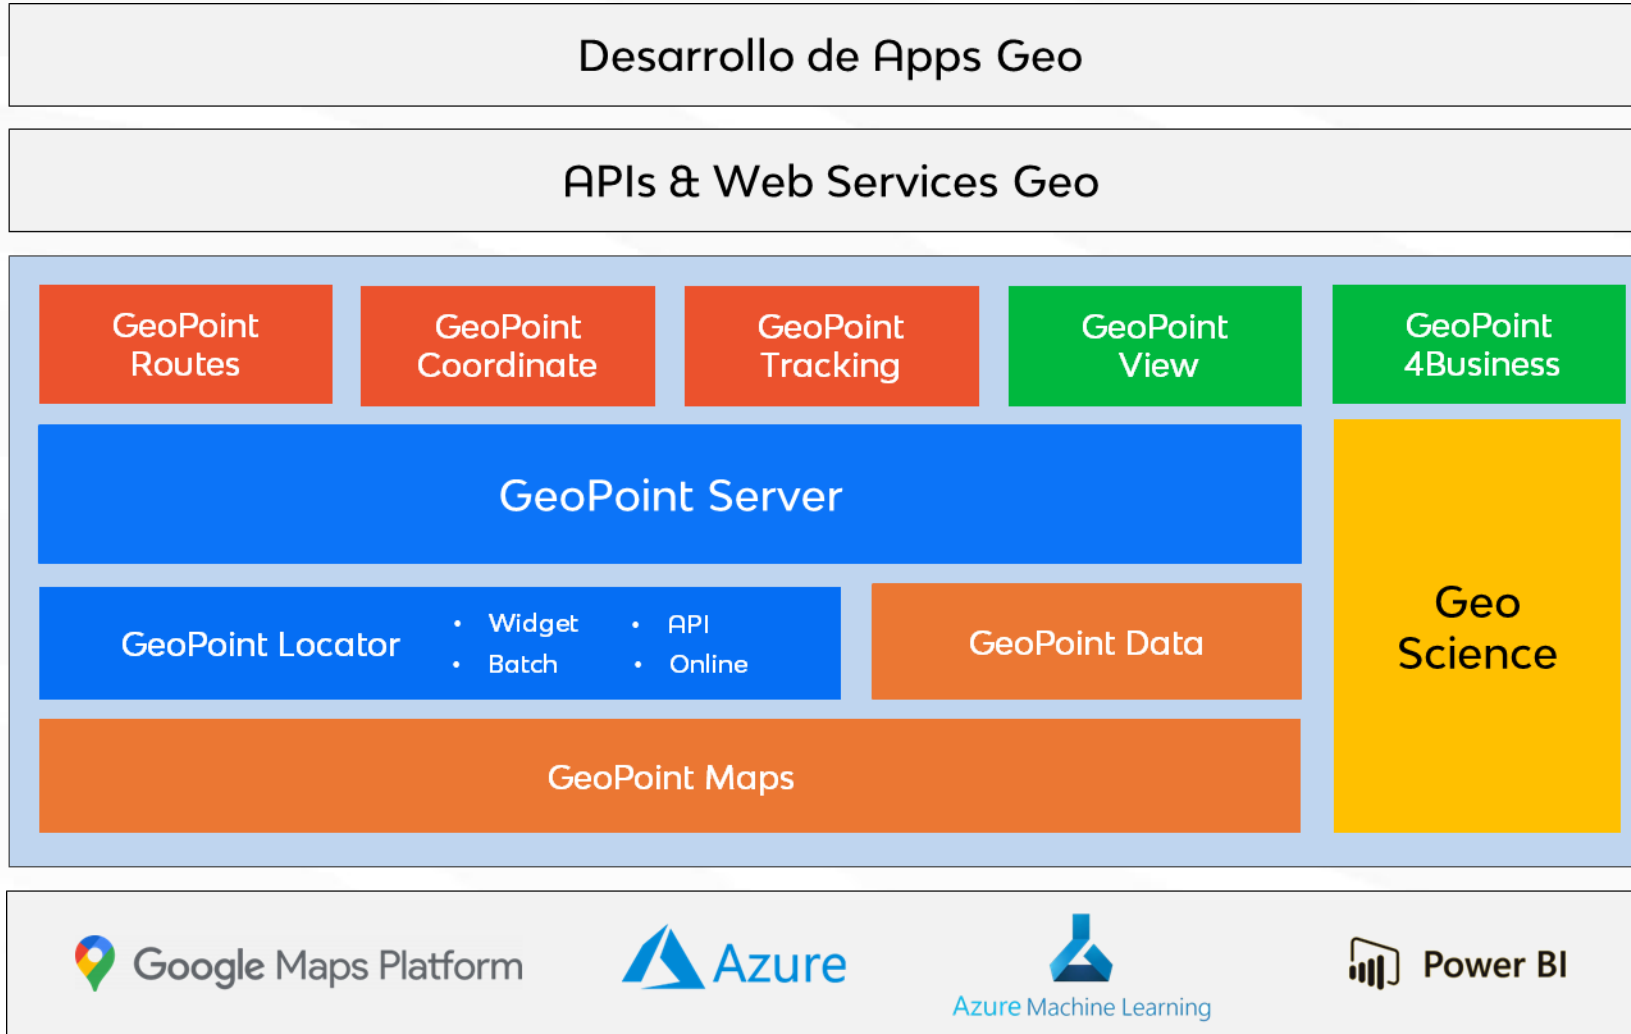 Desarrollo de Apps Geo
APIs & Web Services Geo
GeoPoint
Routes
GeoPoint
Coordinate
GeoPoint
Tracking
GeoPoint
View
GeoPoint
4Business
GeoPoint Server
GeoPoint Locator
• Widget
• API
• Batch
• Online
GeoPoint Data
Geo
Science
GeoPoint Maps
Google Maps Platform
Azure
Azure Machine Learning
Power BI